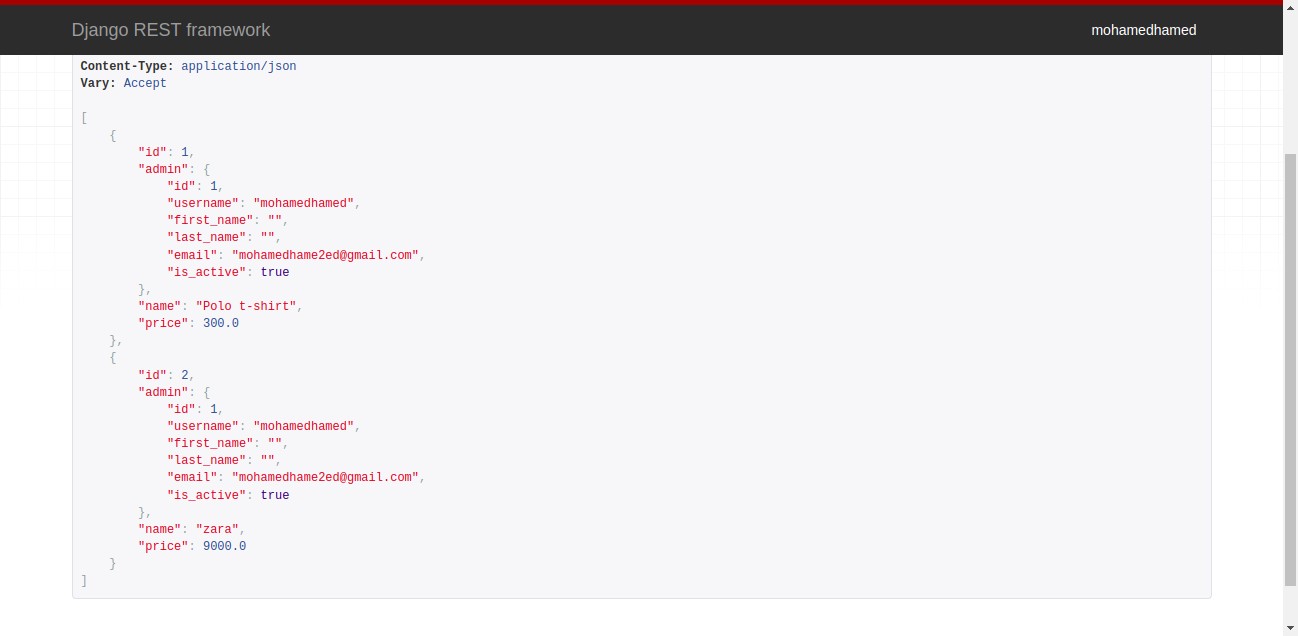 Django REST framework
mohamedhamed
Content-Type: application/json
Vary: Accept
[
    {
        "id": 1,
        "admin": {
            "id": 1,
            "username": "mohamedhamed",
            "first_name": "",
            "last_name": "",
            "email": "mohamedhame2ed@gmail.com",
            "is_active": true
        },
        "name": "Polo t-shirt",
        "price": 300.0
    },
    {
        "id": 2,
        "admin": {
            "id": 1,
            "username": "mohamedhamed",
            "first_name": "",
            "last_name": "",
            "email": "mohamedhame2ed@gmail.com",
            "is_active": true
        },
        "name": "zara",
        "price": 9000.0
    }
]